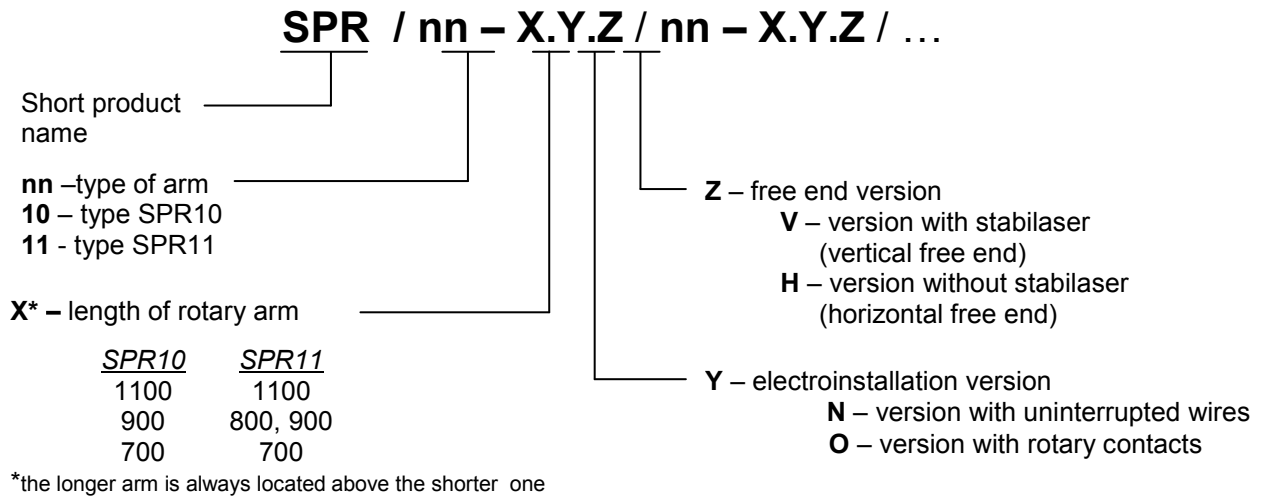 SPR / nn – X.Y.Z / nn – X.Y.Z / …
Short product
name
nn –type of arm
10 – type SPR10
11 - type SPR11
X* – length of rotary arm
SPR10 SPR11
1100 1100
900 800, 900
700 700
*the longer arm is always located above the shorter one
Z – free end version
V – version with stabilaser
(vertical free end)
H – version without stabilaser
(horizontal free end)
Y – electroinstallation version
N – version with uninterrupted wires
O – version with rotary contacts